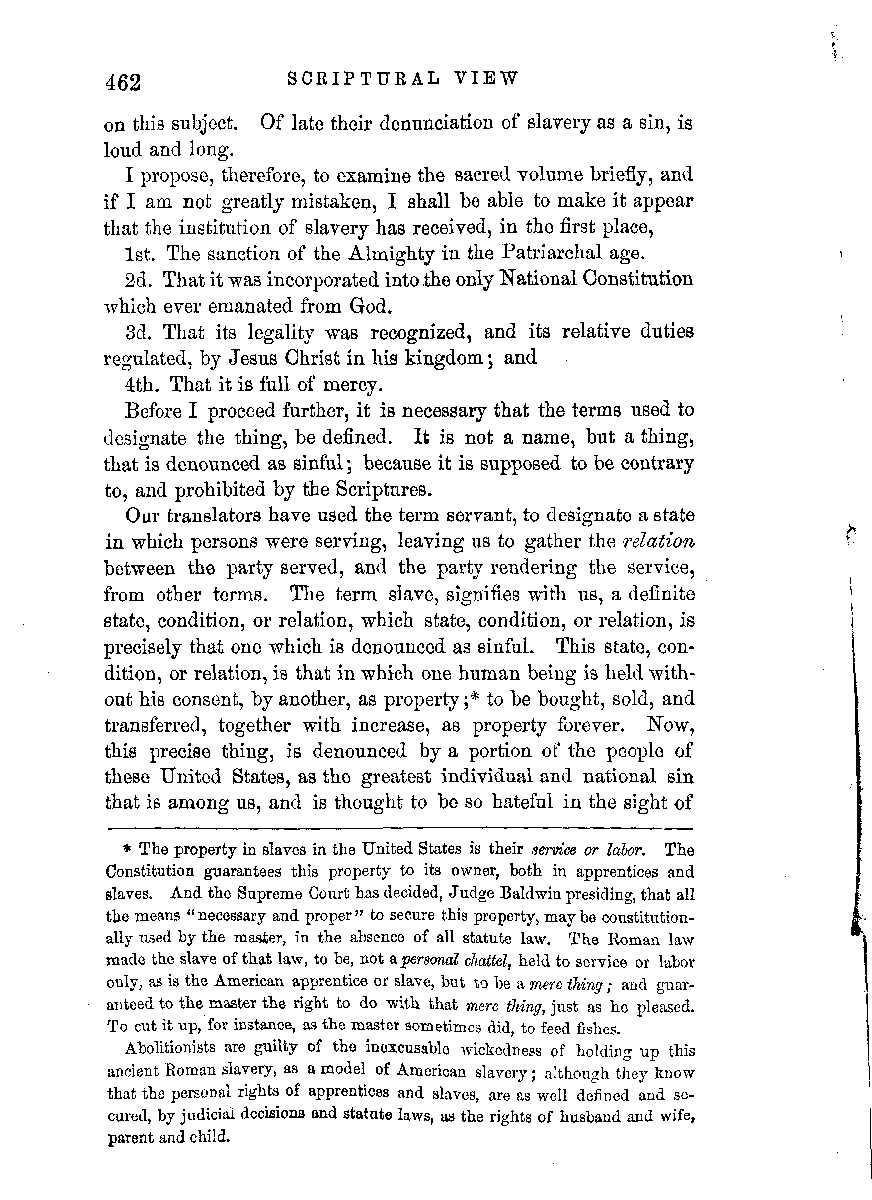 462 SCRIPTURAL VIEW
on this subject. Of late their denunciation of slavery as a sin, is
loud and long.
I propose, therefore, to examine the sacred volume briefly, and
if I am not greatly mistaken, I shall be able to make it appear
that the institution of slavery has received, in the first place,
1st. The sanction of the Almighty in the Patriarchal age.
2d. That it was incorporated into the only National Constitution
which ever emanated from God.
3d. That its legality was recognized, and its relative duties
regulated, by Jesus Christ in his kingdom; and
4th. That it is full of mercy.
Before I proceed further, it is necessary that the terms used to
designate the thing, be defined. It is not a name, but a thing,
that is denounced as sinful; because it is supposed to be contrary
to, and prohibited by the Scriptures.
Our translators have used the term servant, to designate a state
in which persons were serving, leaving us to gather the relation
between the party served, and the party rendering the service,
from other terms. The term slave, signifies with us, a definite
state, condition, or relation, which state, condition, or relation, is
precisely that one which is denounced as sinful. This state, con-
dition, or relation, is that in which one human being is held with-
out his consent, by another, as property;* to be bought, sold, and
transferred, together with increase, as property forever. Now,
this precise thing, is denounced by a portion of the people of
these United States, as the greatest individual and national sin
that is among us, and is thought to be so hateful in the sight of
* The property in slaves in the United States is their service or labor. The
Constitution guarantees this property to its owner, both in apprentices and
slaves. And the Supreme Court has decided, Judge Baldwin presiding, that all
the means "necessary and proper" to secure this property, may be constitution-
ally used by the master, in the absence of all statute law. The Roman law
made the slave of that law, to be, not a personal chattel, held to service or labor
only, as is the American apprentice or slave, but to be a mere thing; and guar-
anteed to the master the right to do with that mere thing, just as he pleased.
To cut it up, for instance, as the master sometimes did, to feed fishes.
Abolitionists are guilty of the inexcusable wickedness of holding up this
ancient Roman slavery, as a model of American slavery; although they know
that the personal rights of apprentices and slaves, are as well defined and se-
cured, by judicial decisions and statute laws, as the rights of husband and wife,
parent and child.